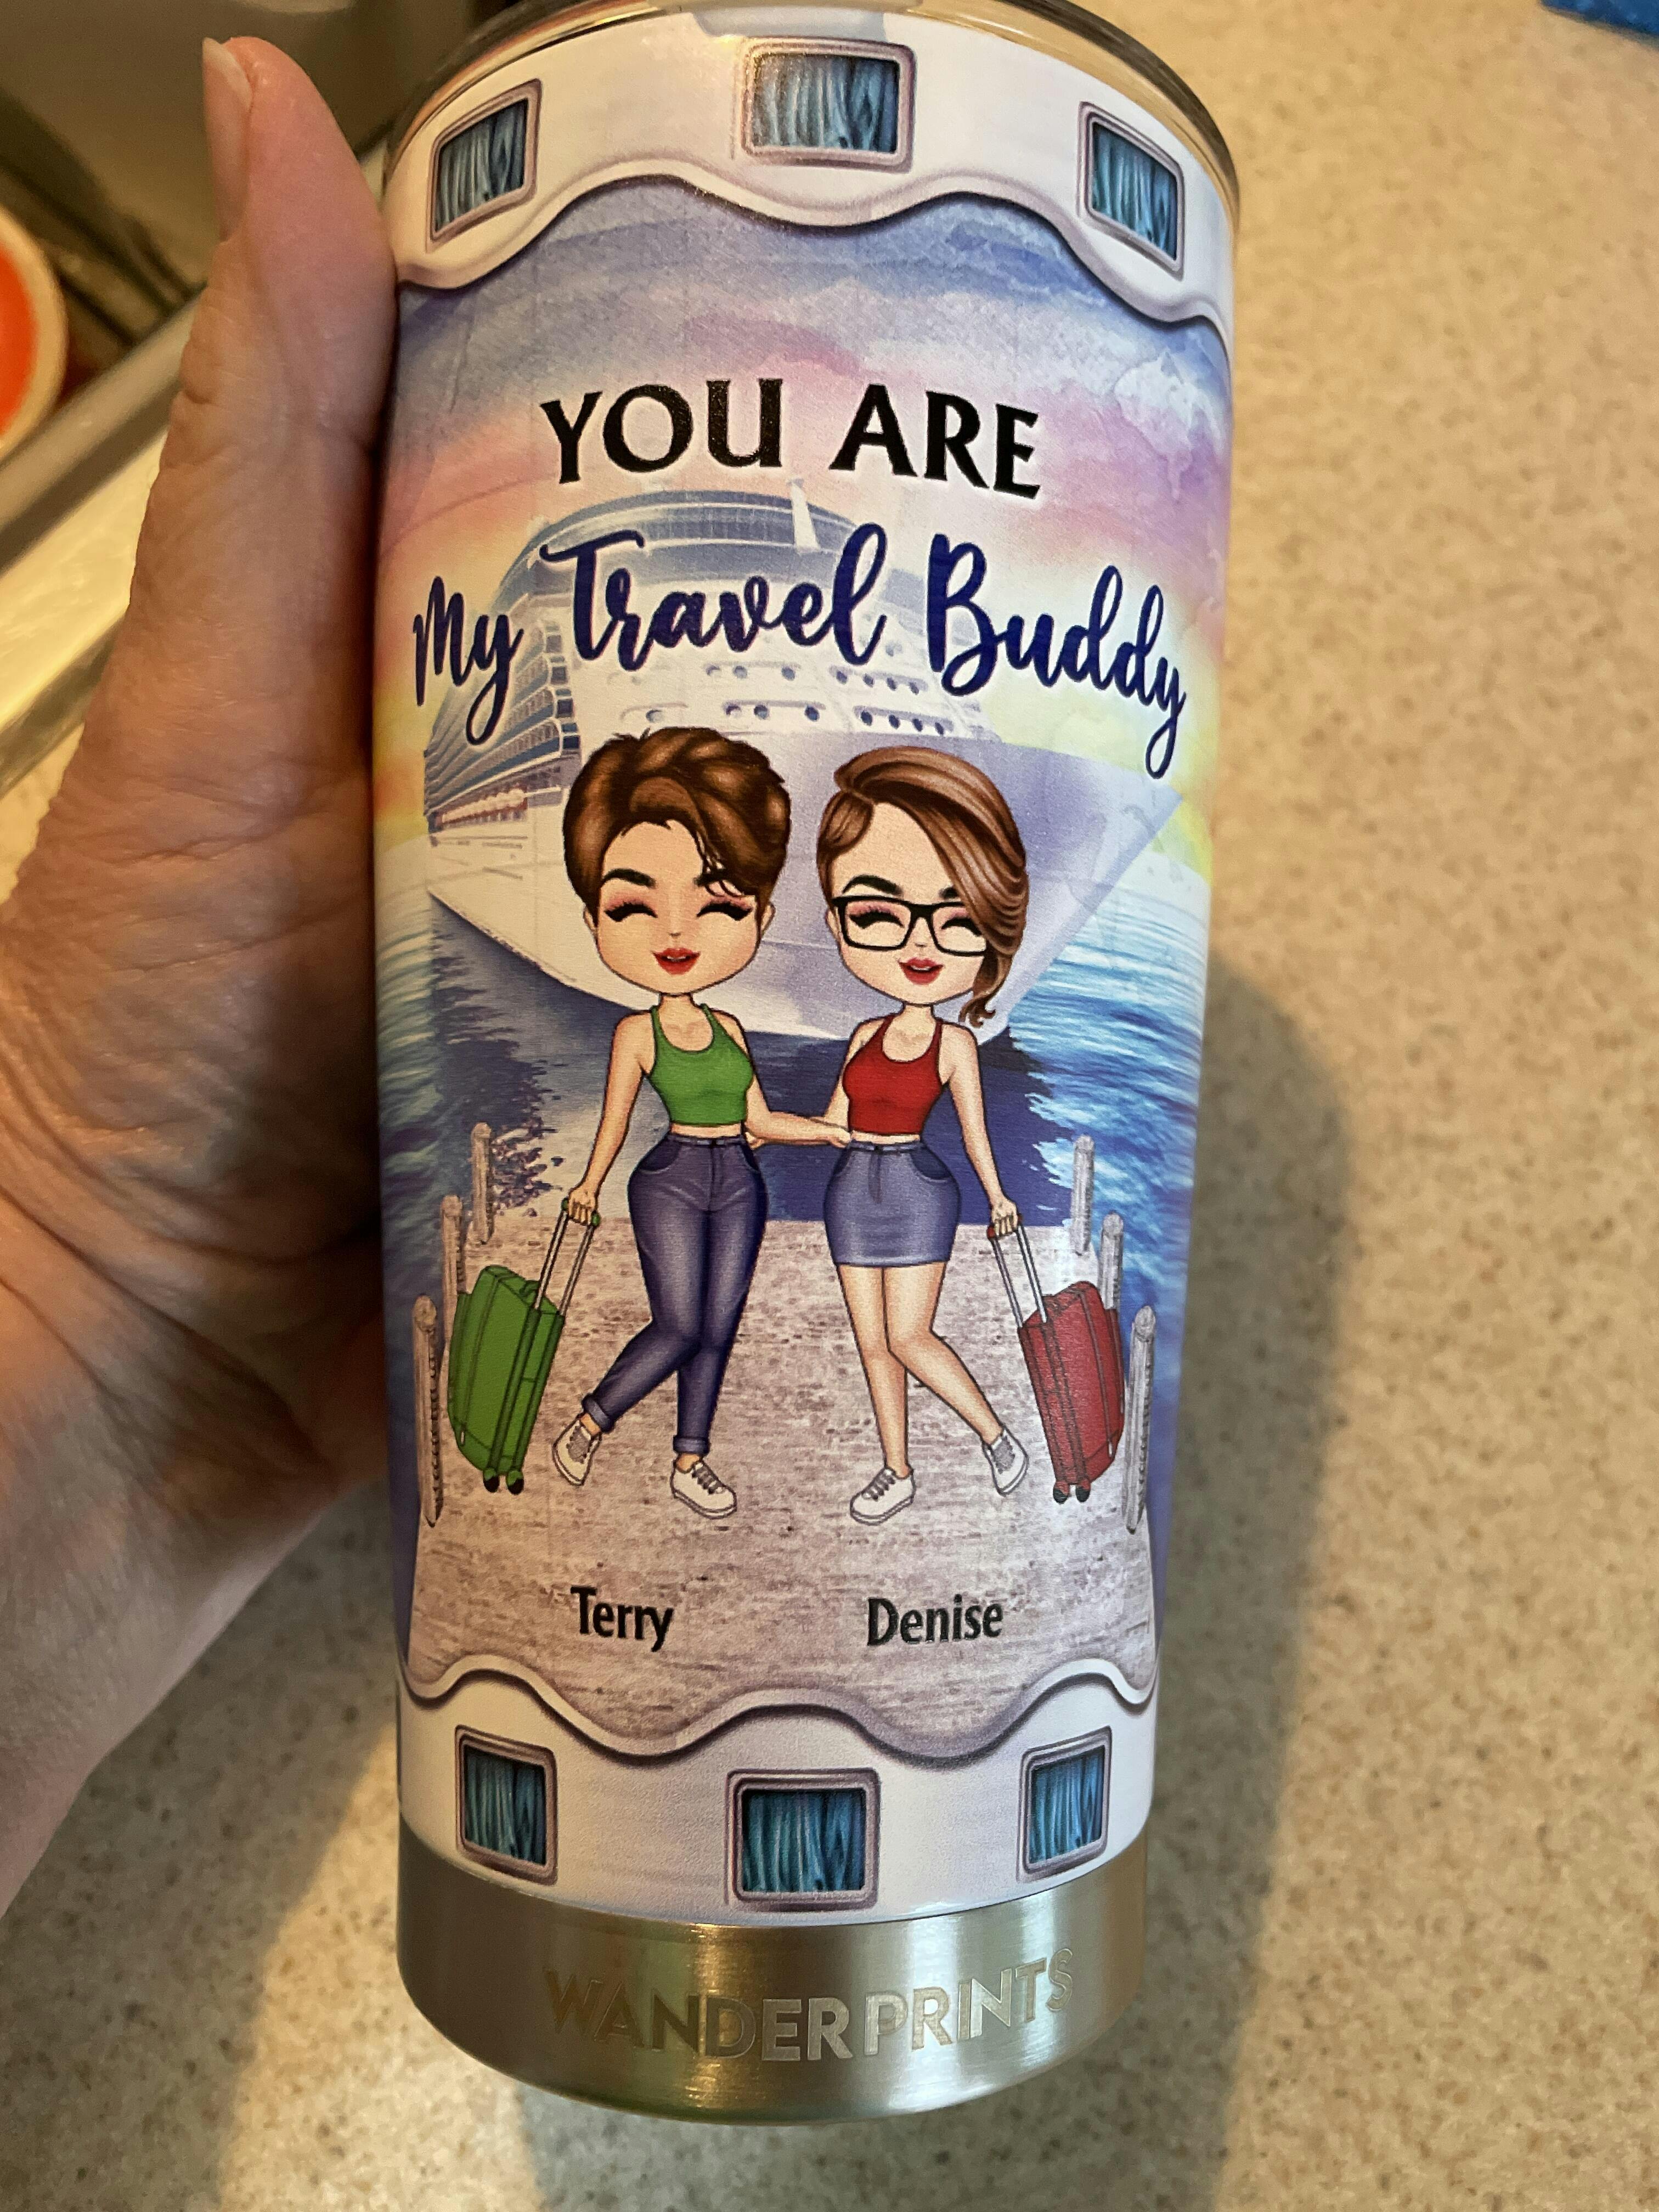 YOU ARE
My Travel Buddy
Terry Denise
WANDERPRINTS